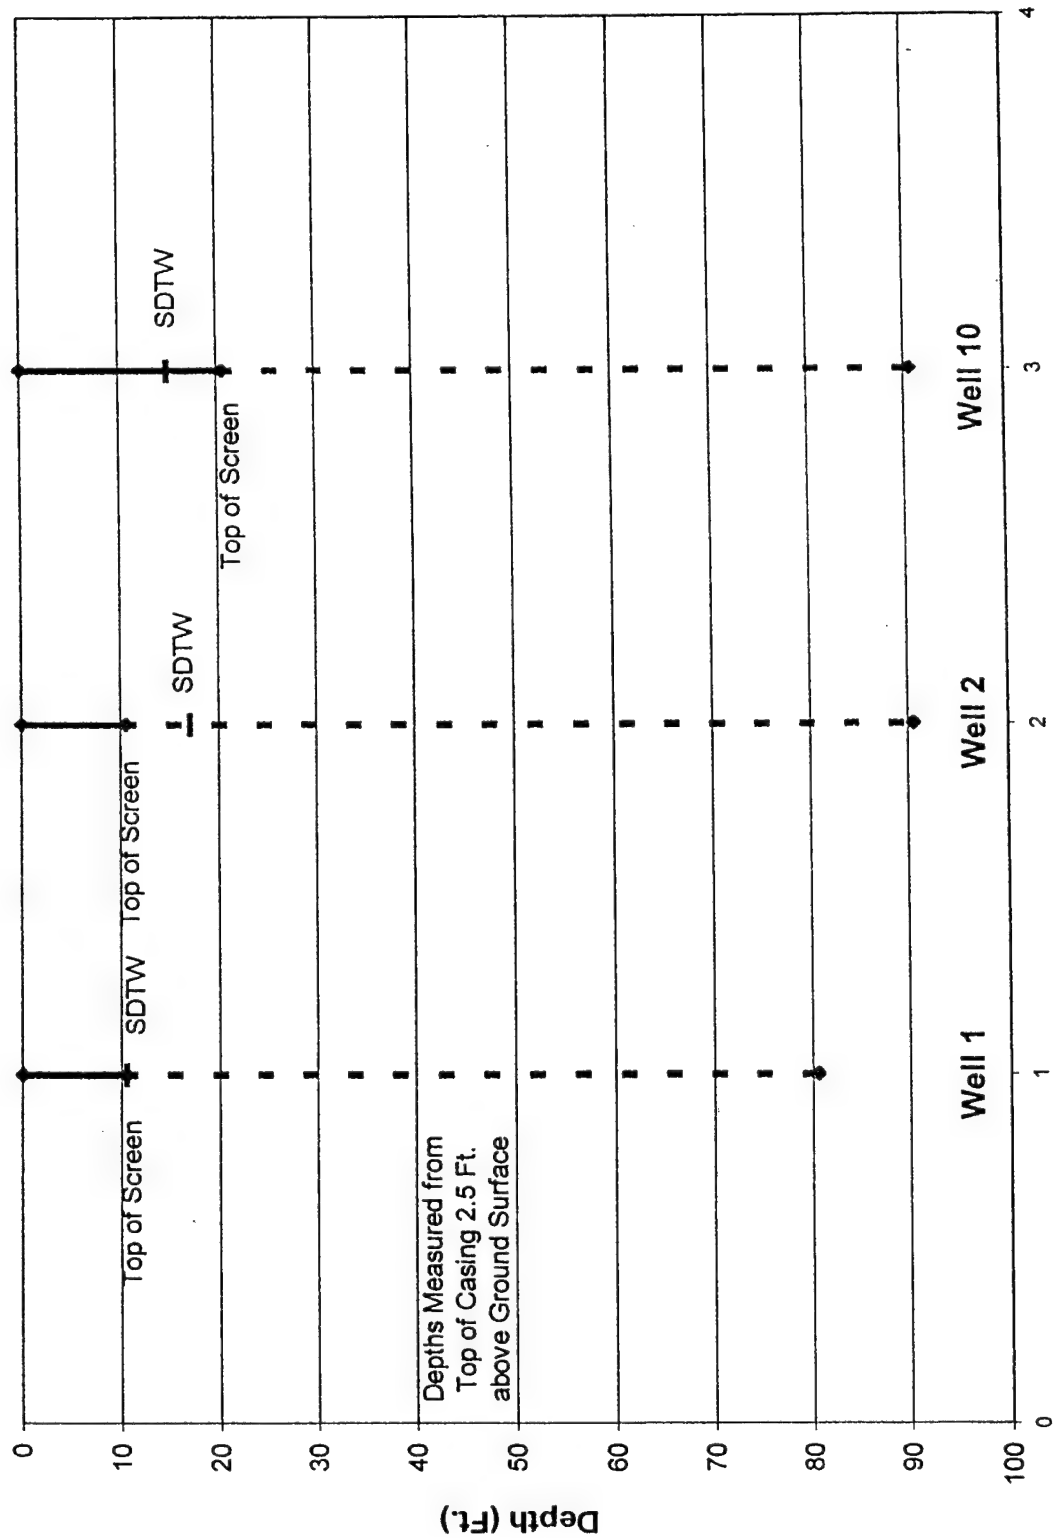 Depth (Ft.)
0
10
20
30
40
50
60
70
80
90
100
0
1
2
3
4
Top of Screen
SDTW
Top of Screen
SDTW
Top of Screen
SDTW
Depths Measured from
Top of Casing 2.5 Ft.
above Ground Surface
Well 1
Well 2
Well 10